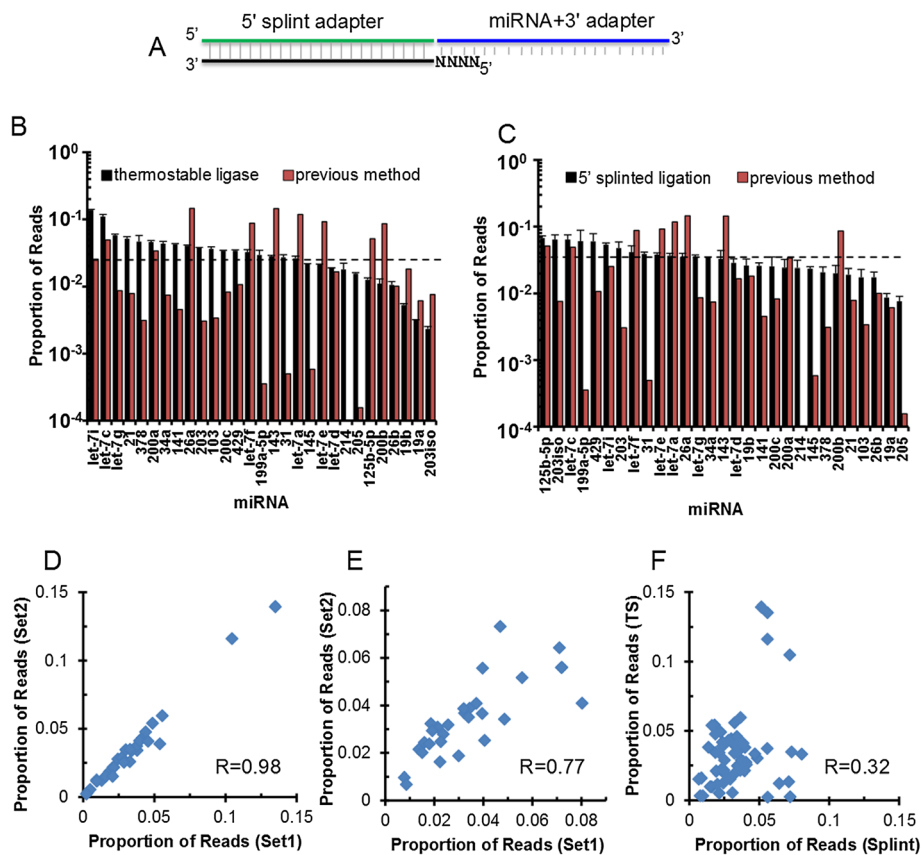 A
5' splint adapter
miRNA+3' adapter
5'
3'
3'
NNNN
5'
B
10⁰
10⁻¹
10⁻²
10⁻³
10⁻⁴
Proportion of Reads
thermostable ligase
previous method
let-7i
let-7c
let-7g
21
378
200a
34a
141
26a
203
103
200c
429
let-7f
199a-5p
143
31
let-7a
145
let-7e
let-7d
214
205
125b-5p
200b
26b
19b
19a
203iso
miRNA
C
10⁰
10⁻¹
10⁻²
10⁻³
10⁻⁴
Proportion of Reads
5' splinted ligation
previous method
125b-5p
203iso
let-7c
199a-5p
429
let-7i
203
let-7f
31
let-7e
let-7a
26a
let-7g
34a
143
let-7d
19b
141
200c
200a
214
145
378
200b
21
103
26b
19a
205
miRNA
D
Proportion of Reads (Set2)
0.15
0.1
0.05
0
R=0.98
0
0.05
0.1
0.15
Proportion of Reads (Set1)
E
Proportion of Reads (Set2)
0.08
0.06
0.04
0.02
0
R=0.77
0
0.02
0.04
0.06
0.08
Proportion of Reads (Set1)
F
Proportion of Reads (TS)
0.15
0.1
0.05
0
R=0.32
0
0.05
0.1
0.15
Proportion of Reads (Splint)